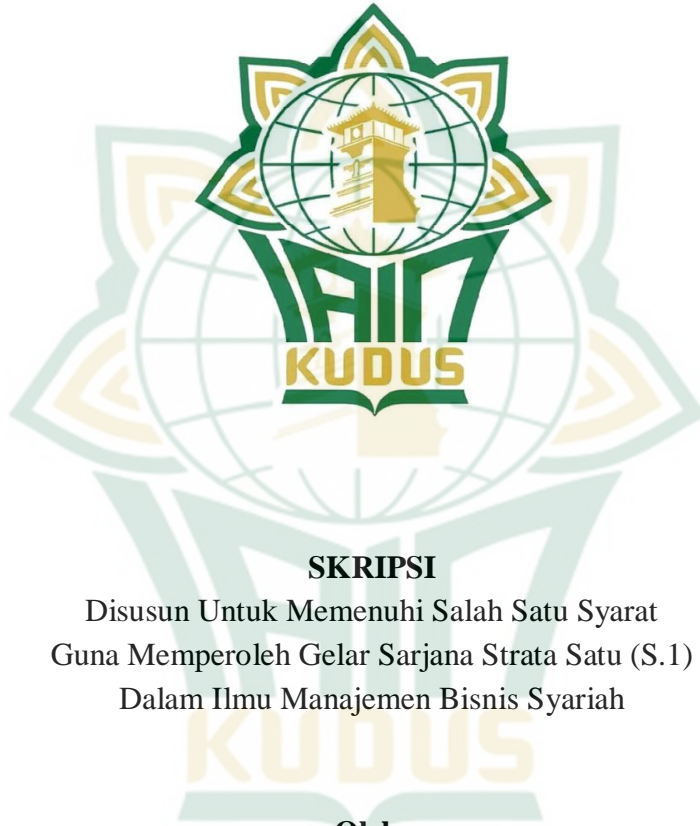 IAIN
KUDUS
SKRIPSI
Disusun Untuk Memenuhi Salah Satu Syarat
Guna Memperoleh Gelar Sarjana Strata Satu (S.1)
Dalam Ilmu Manajemen Bisnis Syariah
KUDUS